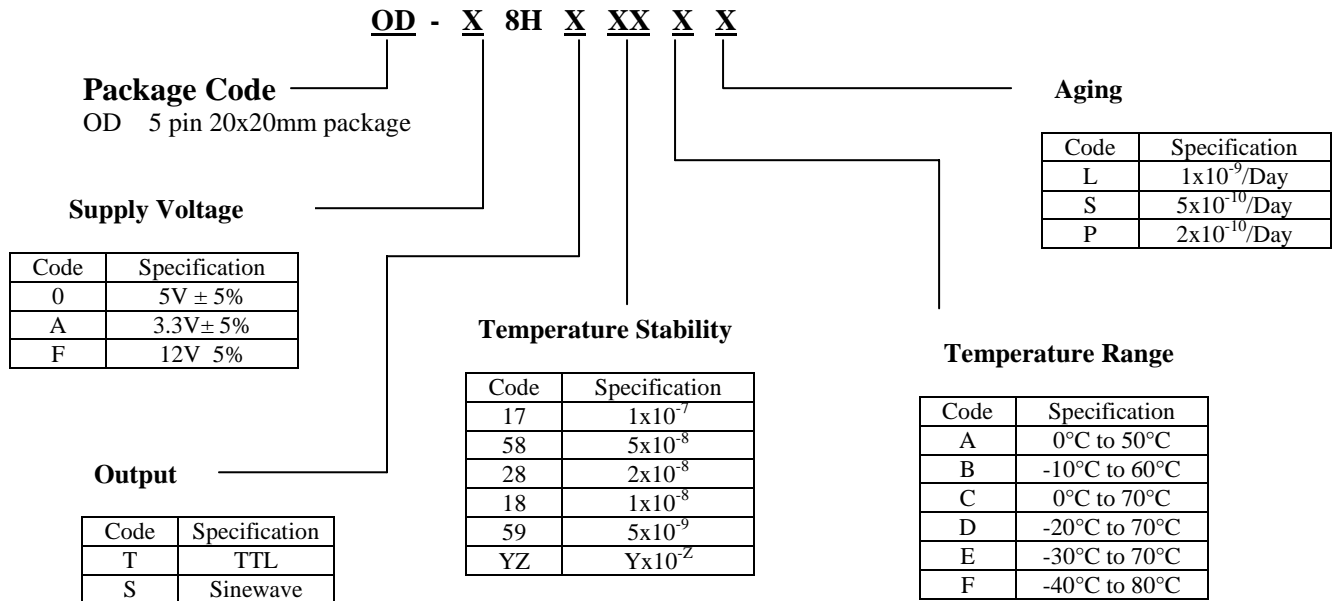 OD - X 8H X XX X X
Package Code
OD 5 pin 20x20mm package
Supply Voltage
Code Specification
0 5V ± 5%
A 3.3V± 5%
F 12V 5%
Output
Code Specification
T TTL
S Sinewave
Temperature Stability
Code Specification
17 1x10⁻⁷
58 5x10⁻⁸
28 2x10⁻⁸
18 1x10⁻⁸
59 5x10⁻⁹
YZ Yx10⁻ᶻ
Aging
Code Specification
L 1x10⁻⁹/Day
S 5x10⁻¹⁰/Day
P 2x10⁻¹⁰/Day
Temperature Range
Code Specification
A 0°C to 50°C
B -10°C to 60°C
C 0°C to 70°C
D -20°C to 70°C
E -30°C to 70°C
F -40°C to 80°C